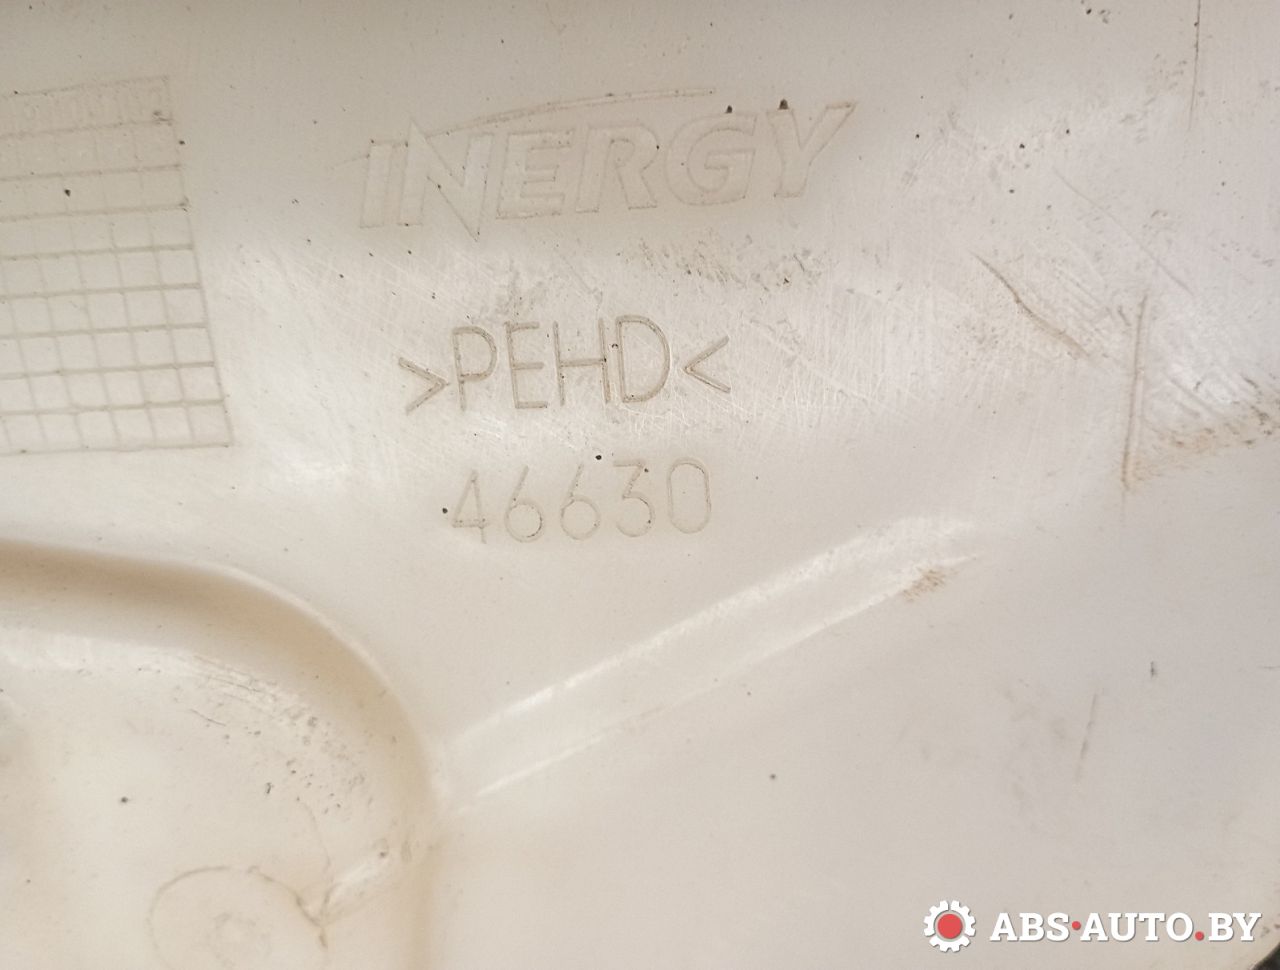 INERGY
>PEHD<
46630
ABS-AUTO.BY